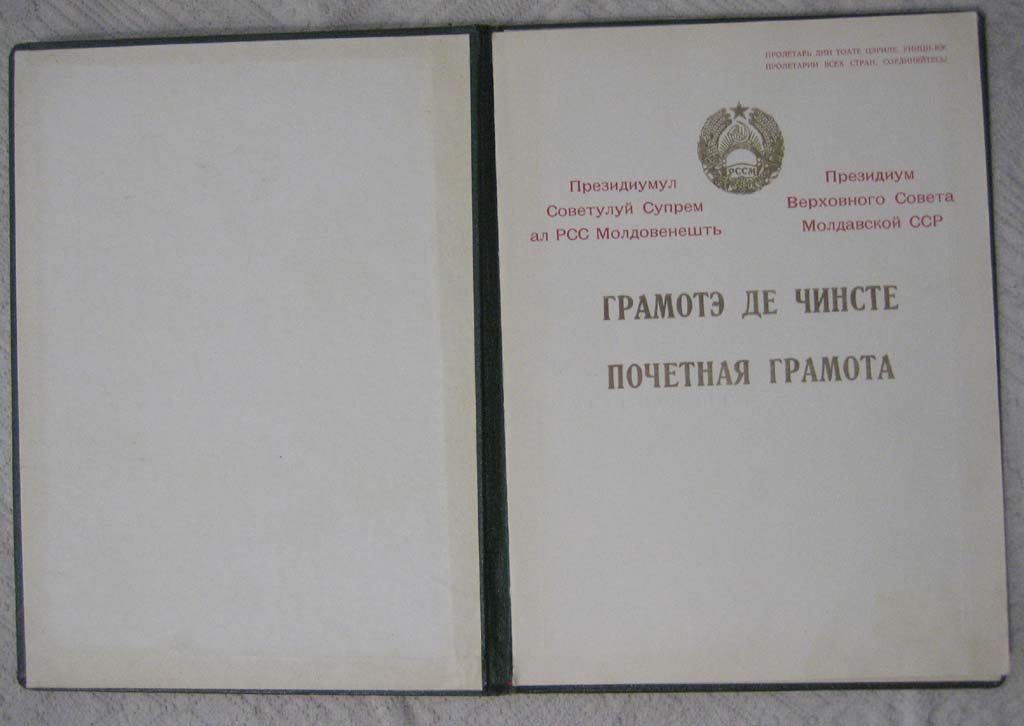 ПРОЛЕТАРЬ ДИН ТОАТЕ ЦЭРИЛЕ, УНИЦИ-ВЭ!
ПРОЛЕТАРИИ ВСЕХ СТРАН, СОЕДИНЯЙТЕСЬ!
РССМ
Президиумул
Советулуй Супрем
ал РСС Молдовенешть
Президиум
Верховного Совета
Молдавской ССР
ГРАМОТЭ ДЕ ЧИНСТЕ
ПОЧЕТНАЯ ГРАМОТА